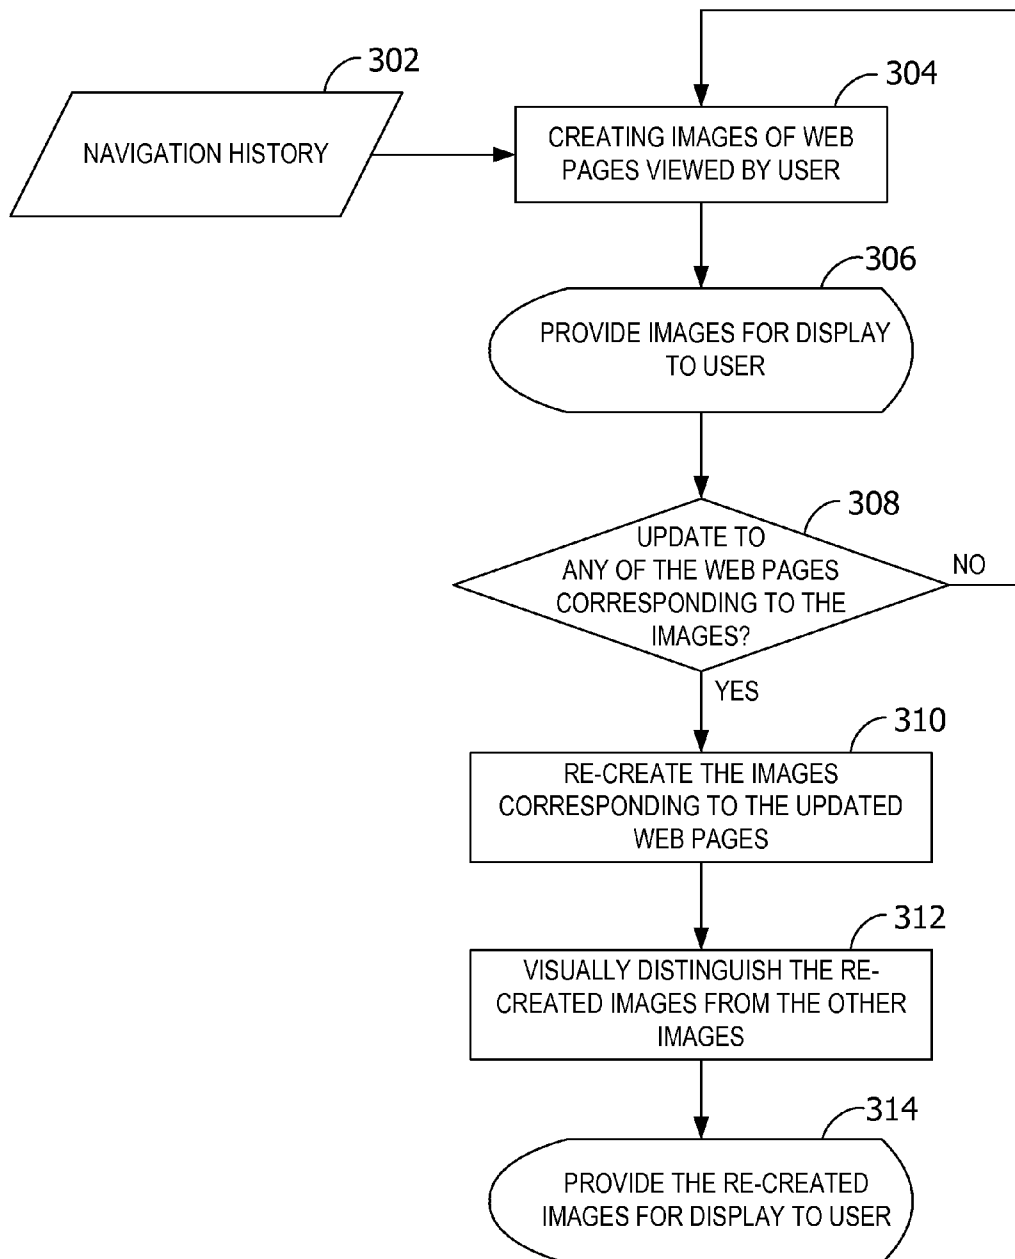 302
NAVIGATION HISTORY
304
CREATING IMAGES OF WEB
PAGES VIEWED BY USER
306
PROVIDE IMAGES FOR DISPLAY
TO USER
308
UPDATE TO
ANY OF THE WEB PAGES
CORRESPONDING TO THE
IMAGES?
NO
YES
310
RE-CREATE THE IMAGES
CORRESPONDING TO THE UPDATED
WEB PAGES
312
VISUALLY DISTINGUISH THE RE-
CREATED IMAGES FROM THE OTHER
IMAGES
314
PROVIDE THE RE-CREATED
IMAGES FOR DISPLAY TO USER